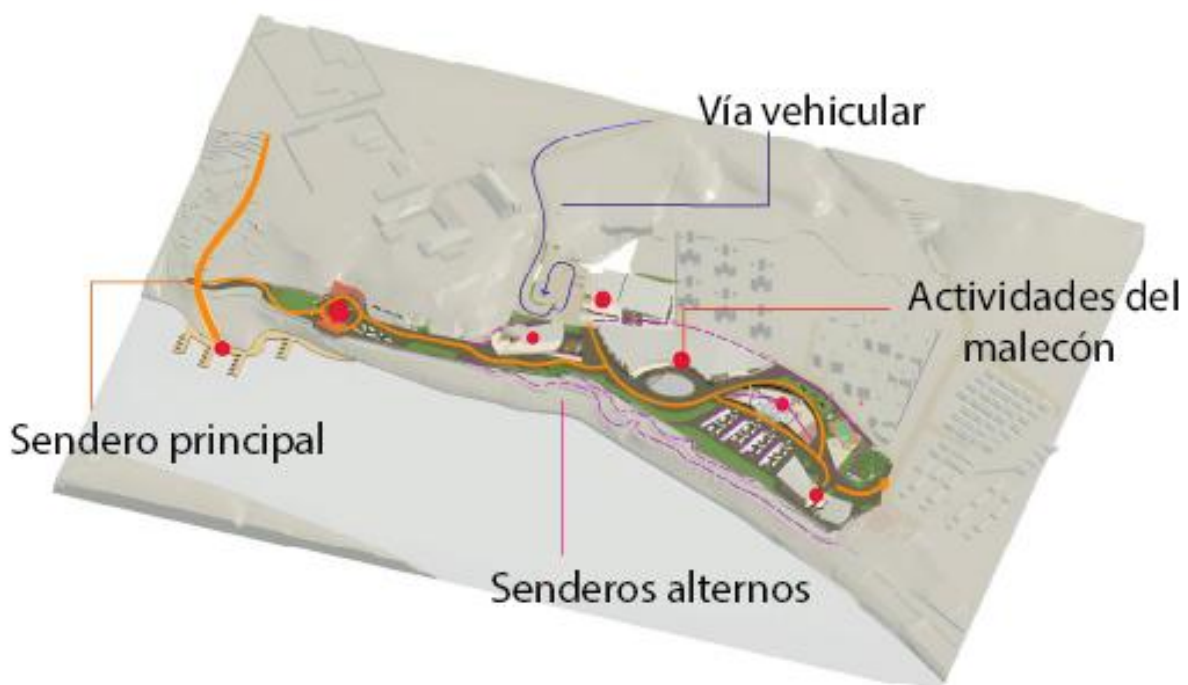 Vía vehicular
Actividades del
malecón
Sendero principal
Senderos alternos